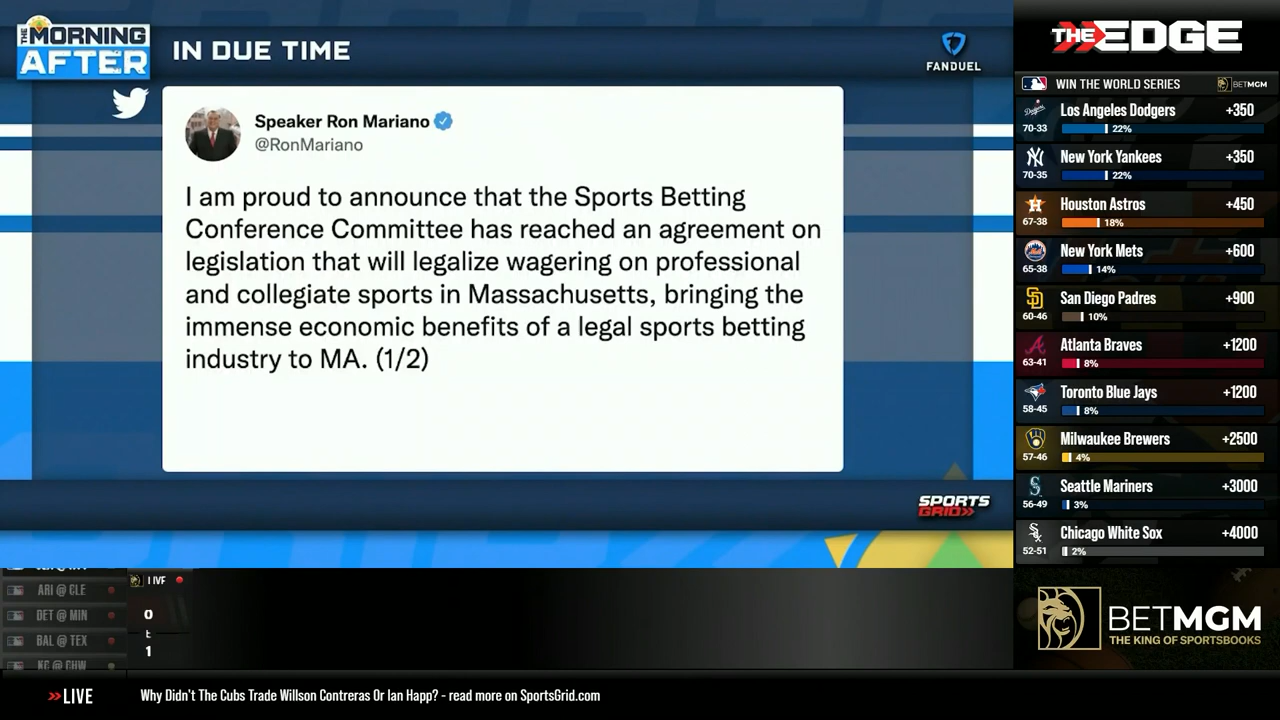 THE MORNING
AFTER
IN DUE TIME
FANDUEL
Speaker Ron Mariano
@RonMariano
I am proud to announce that the Sports Betting
Conference Committee has reached an agreement on
legislation that will legalize wagering on professional
and collegiate sports in Massachusetts, bringing the
immense economic benefits of a legal sports betting
industry to MA. (1/2)
SPORTS
GRID
THE EDGE
WIN THE WORLD SERIES
BETMGM
Los Angeles Dodgers +350
70-33 22%
New York Yankees +350
70-35 22%
Houston Astros +450
67-38 18%
New York Mets +600
65-38 14%
San Diego Padres +900
60-46 10%
Atlanta Braves +1200
63-41 8%
Toronto Blue Jays +1200
58-45 8%
Milwaukee Brewers +2500
57-46 4%
Seattle Mariners +3000
56-49 3%
Chicago White Sox +4000
52-51 2%
BETMGM
THE KING OF SPORTSBOOKS
LIVE
ARI @ CLE
DET @ MIN 0
BAL @ TEX 1
KC @ CHW
LIVE
Why Didn't The Cubs Trade Willson Contreras Or Ian Happ? - read more on SportsGrid.com